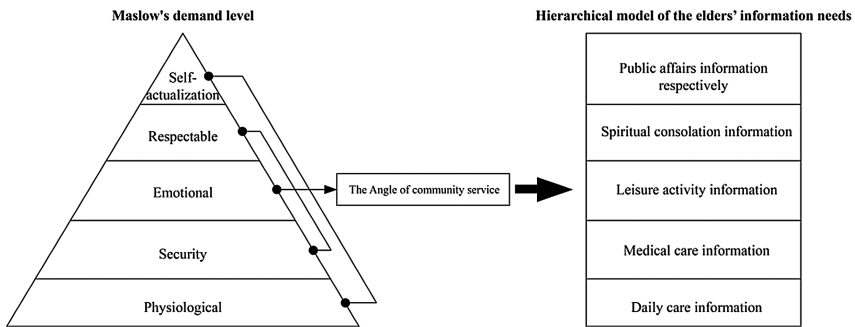 Maslow's demand level
Self-
actualization
Respectable
Emotional
Security
Physiological
The Angle of community service
Hierarchical model of the elders' information needs
Public affairs information
respectively
Spiritual consolation information
Leisure activity information
Medical care information
Daily care information